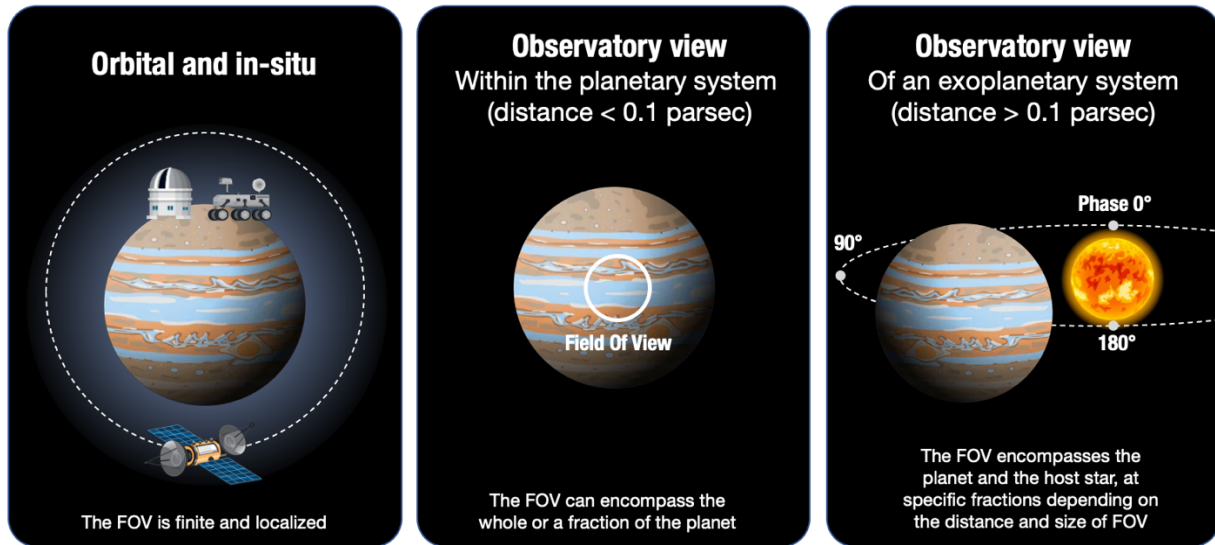 Orbital and in-situ
The FOV is finite and localized
Observatory view
Within the planetary system
(distance < 0.1 parsec)
Field Of View
The FOV can encompass the
whole or a fraction of the planet
Observatory view
Of an exoplanetary system
(distance > 0.1 parsec)
Phase 0°
90°
180°
The FOV encompasses the
planet and the host star, at
specific fractions depending on
the distance and size of FOV